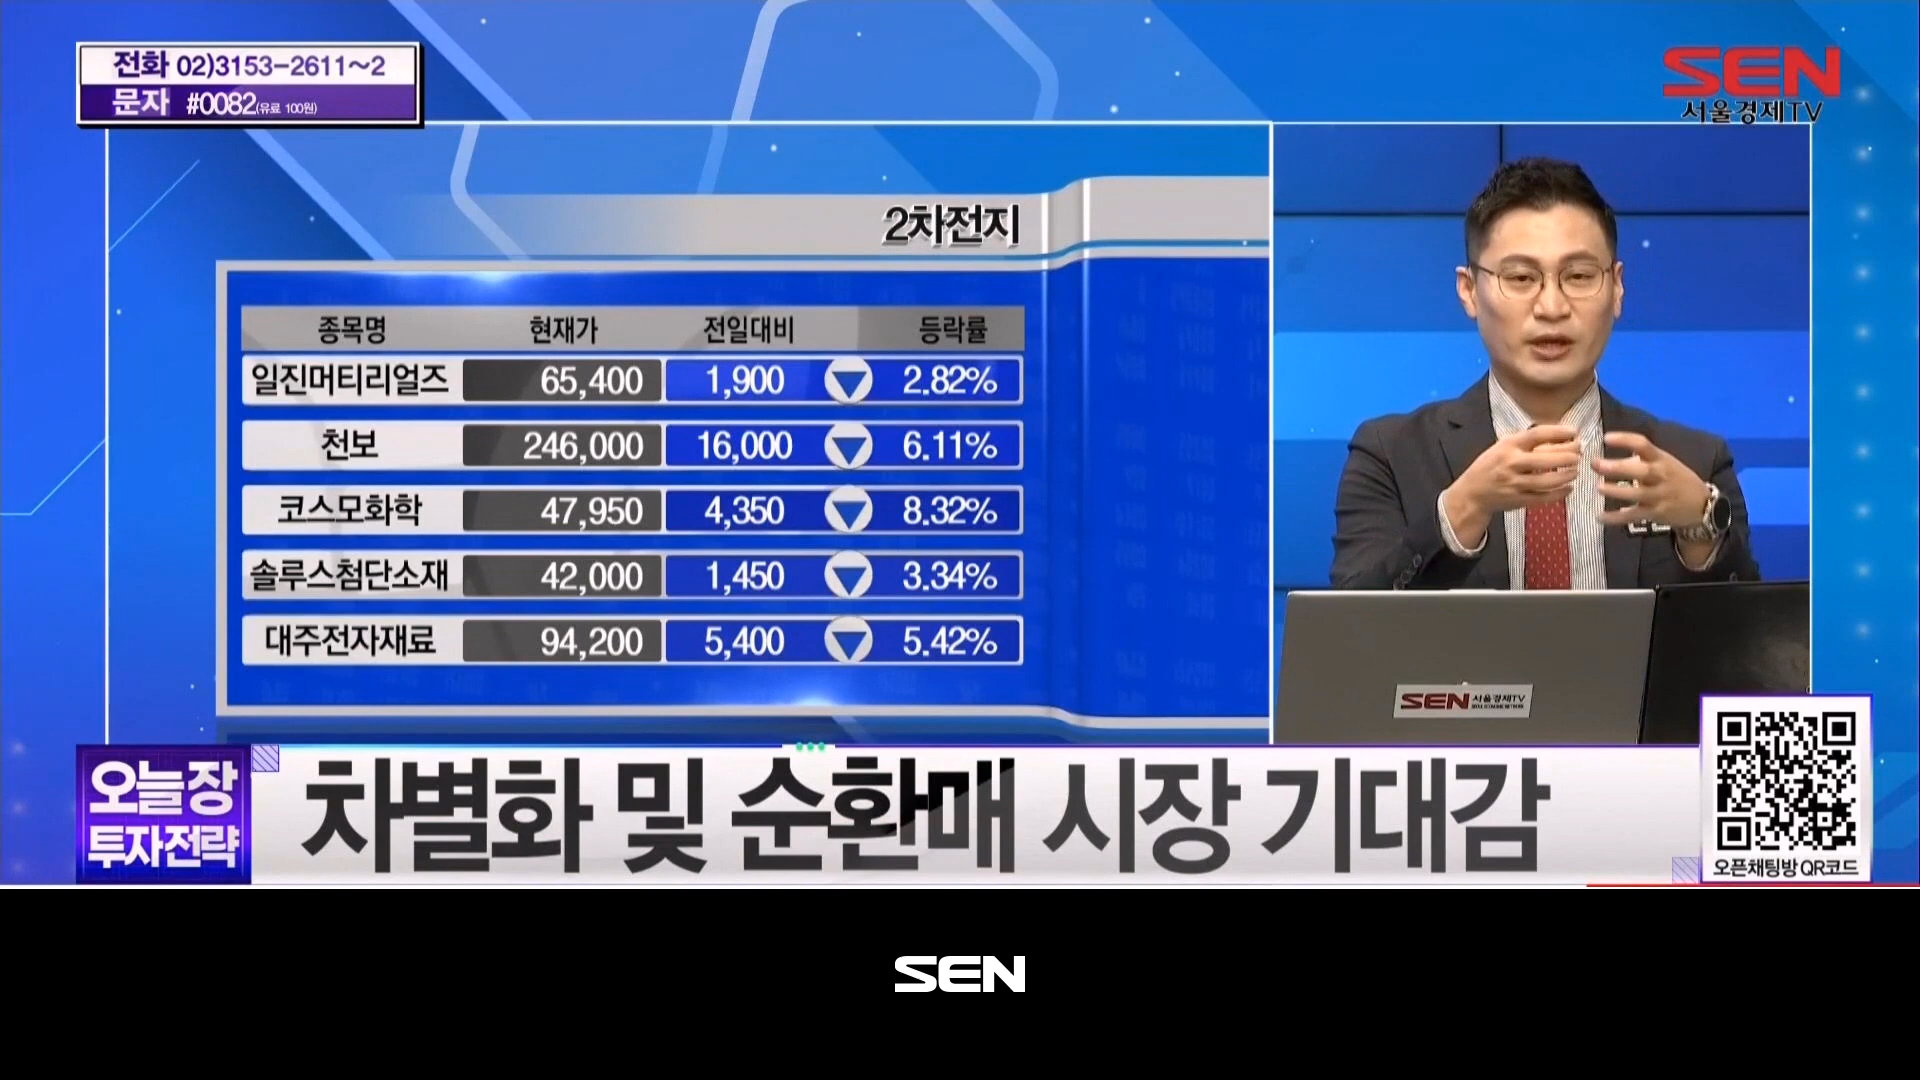 전화 02)3153-2611~2
문자 #0082(유료 100원)
SEN
서울경제TV
2차전지
종목명 현재가 전일대비 등락률
일진머티리얼즈 65,400 1,900 ▼ 2.82%
천보 246,000 16,000 ▼ 6.11%
코스모화학 47,950 4,350 ▼ 8.32%
솔루스첨단소재 42,000 1,450 ▼ 3.34%
대주전자재료 94,200 5,400 ▼ 5.42%
SEN 서울경제TV
오늘장
투자전략
차별화 및 순환매 시장 기대감
오픈채팅방 QR코드
SEN